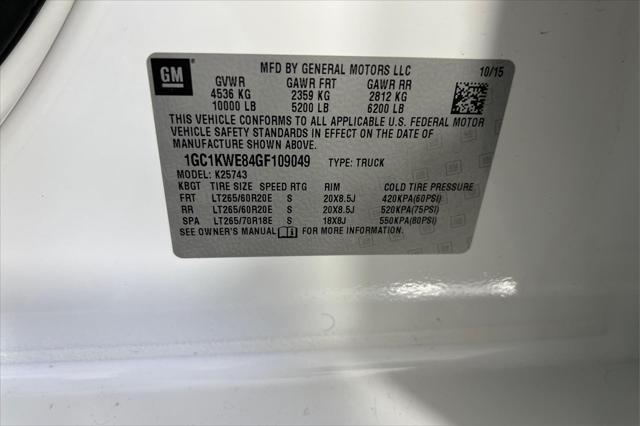 GM
MFD BY GENERAL MOTORS LLC 10/15
GVWR GAWR FRT GAWR RR
4536 KG 2359 KG 2812 KG
10000 LB 5200 LB 6200 LB
THIS VEHICLE CONFORMS TO ALL APPLICABLE U.S. FEDERAL MOTOR
VEHICLE SAFETY STANDARDS IN EFFECT ON THE DATE OF
MANUFACTURE SHOWN ABOVE.
1GC1KWE84GF109049 TYPE: TRUCK
MODEL: K25743
KBGT TIRE SIZE SPEED RTG RIM COLD TIRE PRESSURE
FRT LT265/60R20E S 20X8.5J 420KPA(60PSI)
RR LT265/60R20E S 20X8.5J 520KPA(75PSI)
SPA LT265/70R18E S 18X8J 550KPA(80PSI)
SEE OWNER'S MANUAL FOR MORE INFORMATION.